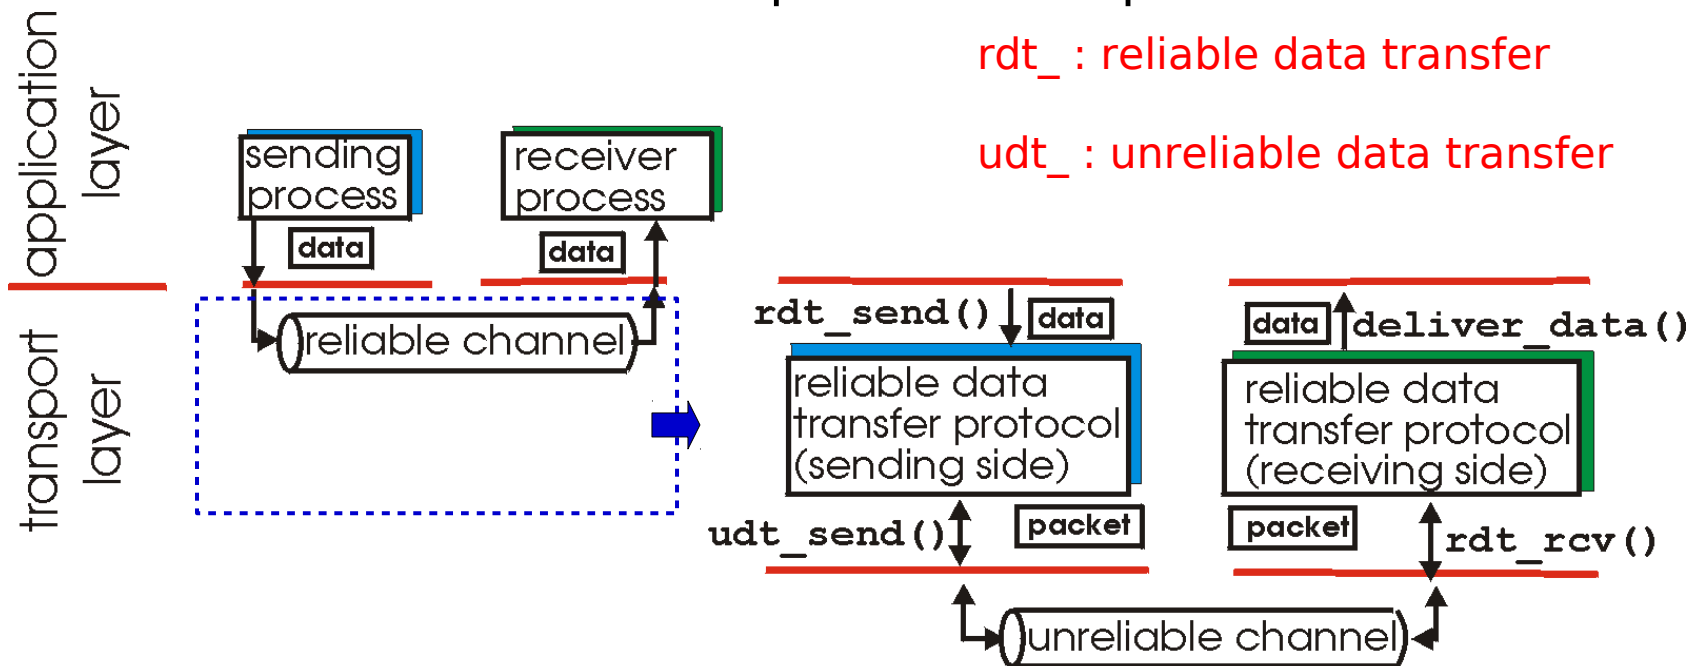 rdt_ : reliable data transfer
udt_ : unreliable data transfer
application
layer
sending
process
receiver
process
data
data
transport
layer
reliable channel
rdt_send()
data
data
deliver_data()
reliable data
transfer protocol
(sending side)
reliable data
transfer protocol
(receiving side)
udt_send()
packet
packet
rdt_rcv()
unreliable channel